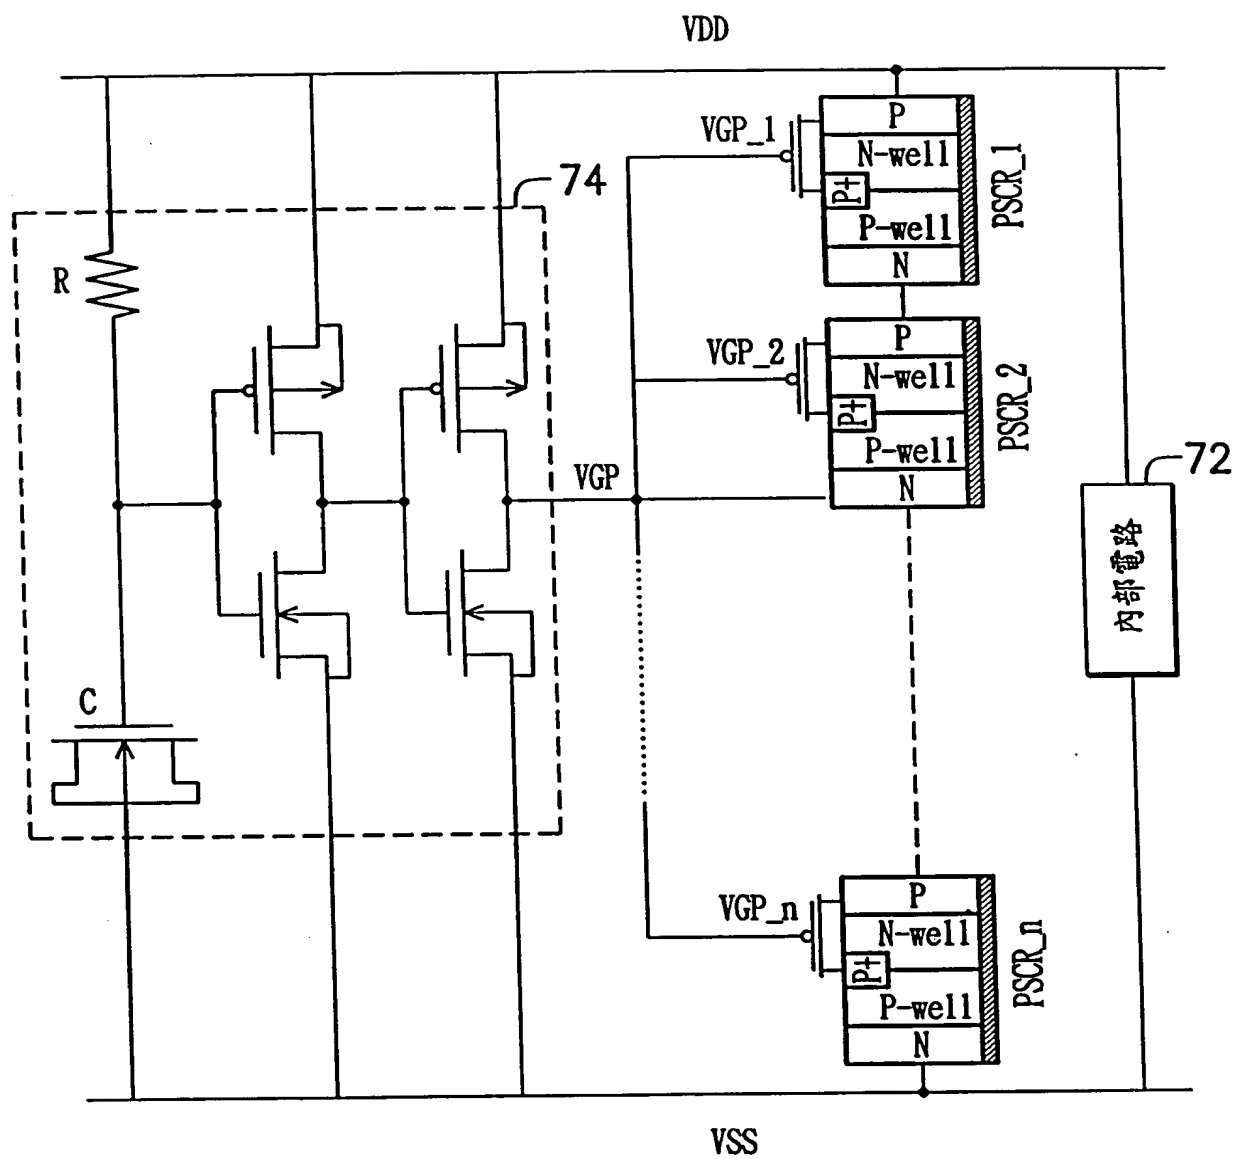 VDD
VGP_1
P
N-well
P+
P-well
N
PSCR_1
74
R
VGP_2
P
N-well
P+
P-well
N
PSCR_2
VGP
72
內部電路
C
VGP_n
P
N-well
P+
P-well
N
PSCR_n
VSS